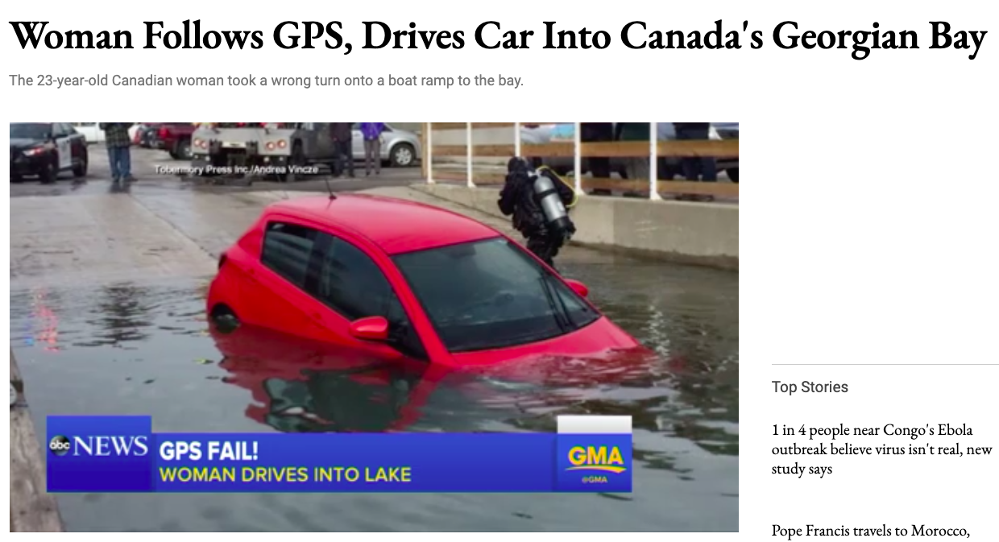 Woman Follows GPS, Drives Car Into Canada's Georgian Bay
The 23-year-old Canadian woman took a wrong turn onto a boat ramp to the bay.
Tobermory Press Inc./Andrea Vincze
abc NEWS
GPS FAIL!
WOMAN DRIVES INTO LAKE
GMA
@GMA
Top Stories
1 in 4 people near Congo's Ebola
outbreak believe virus isn't real, new
study says
Pope Francis travels to Morocco,